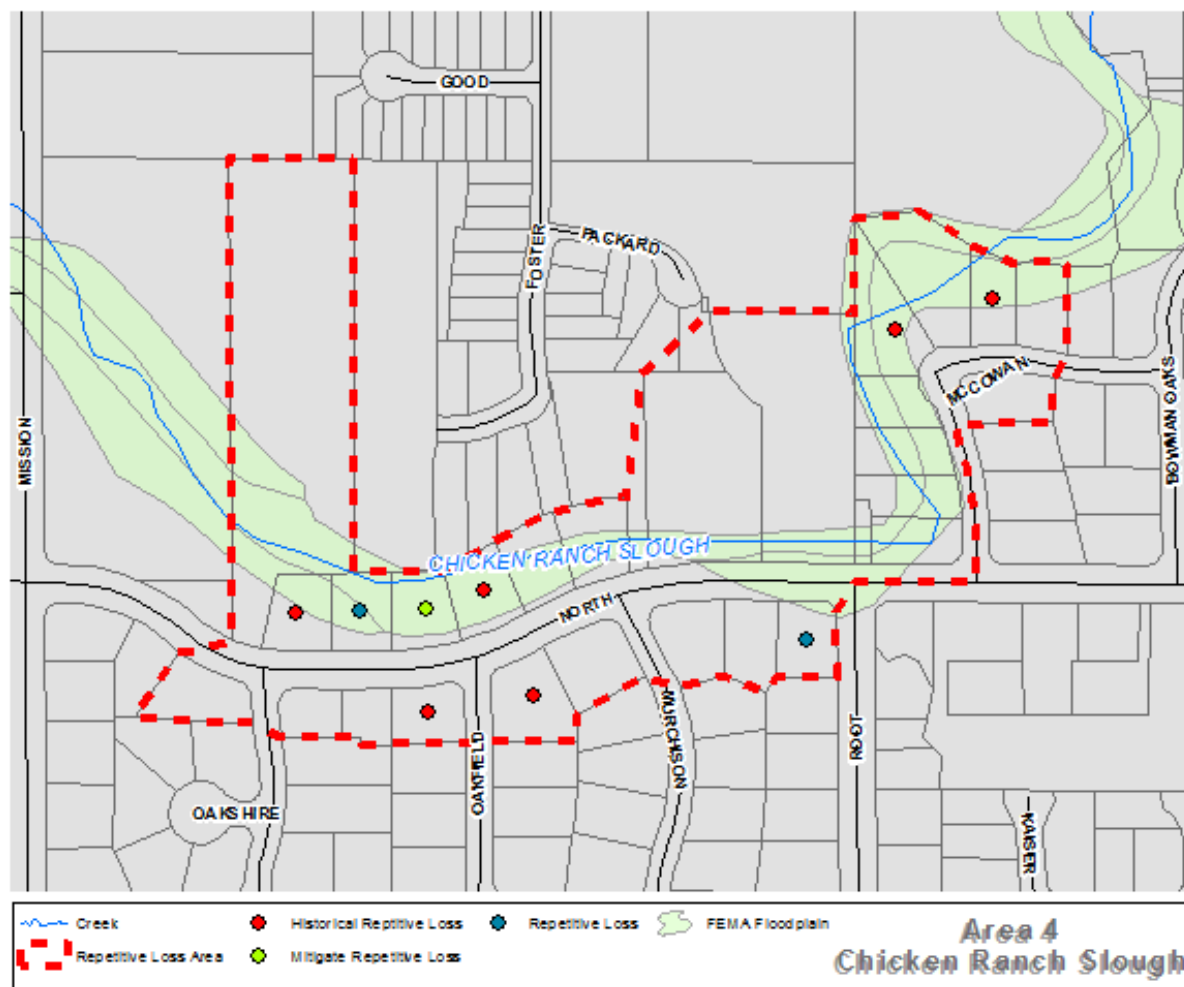 GOOD
FOSTER
PACKARD
MISSION
MCCOWAN
BOWMAN OAKS
CHICKEN RANCH SLOUGH
NORTH
MURCHISON
ROOT
OAKFIELD
OAKSHIRE
KAISER
Creek
Historical Reptitive Loss
Repetitive Loss
FEMA Floodplain
Repetitive Loss Area
Mitigate Repetitive Loss
Area 4
Chicken Ranch Slough